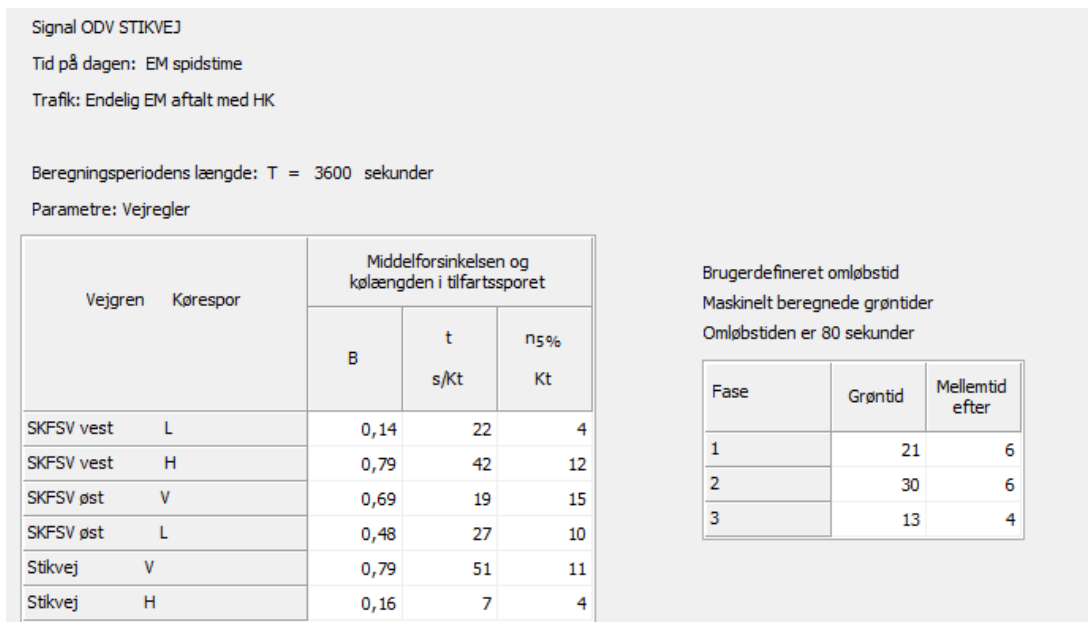 Signal ODV STIKVEJ
Tid på dagen: EM spidstime
Trafik: Endelig EM aftalt med HK
Beregningsperiodens længde: T = 3600 sekunder
Parametre: Vejregler
Vejgren Kørespor
Middelforsinkelsen og
kølængden i tilfartssporet
B
t
s/Kt
n5%
Kt
SKFSV vest L 0,14 22 4
SKFSV vest H 0,79 42 12
SKFSV øst V 0,69 19 15
SKFSV øst L 0,48 27 10
Stikvej V 0,79 51 11
Stikvej H 0,16 7 4
Brugerdefineret omløbstid
Maskinelt beregnede grøntider
Omløbstiden er 80 sekunder
Fase Grøntid Mellemtid
efter
1 21 6
2 30 6
3 13 4